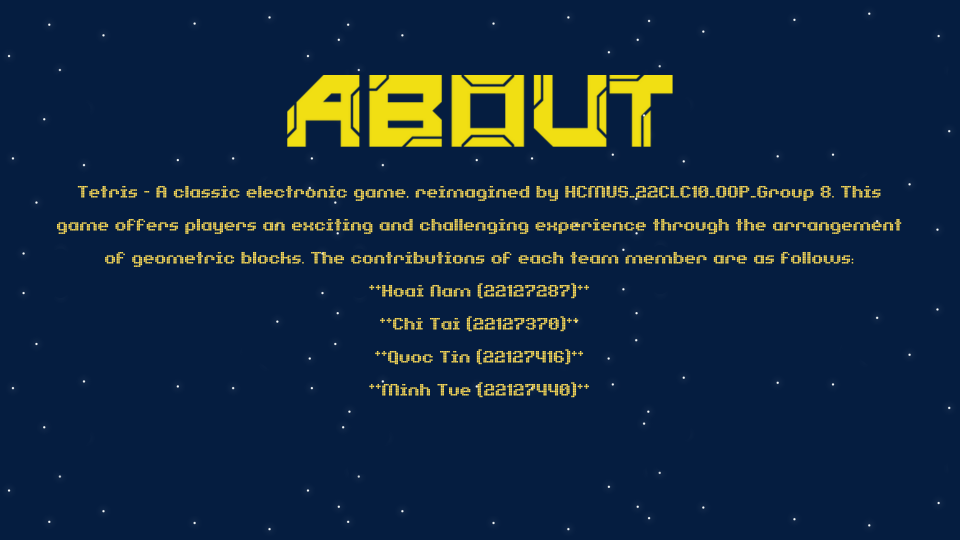 ABOUT
Tetris - A classic electronic game, reimagined by HCMUS_22CLC10_OOP_Group 8. This
game offers players an exciting and challenging experience through the arrangement
of geometric blocks. The contributions of each team member are as follows:
**Hoai Nam (22127287)**
**Chi Tai (22127370)**
**Quoc Tin (22127416)**
**Minh Tue (22127440)**